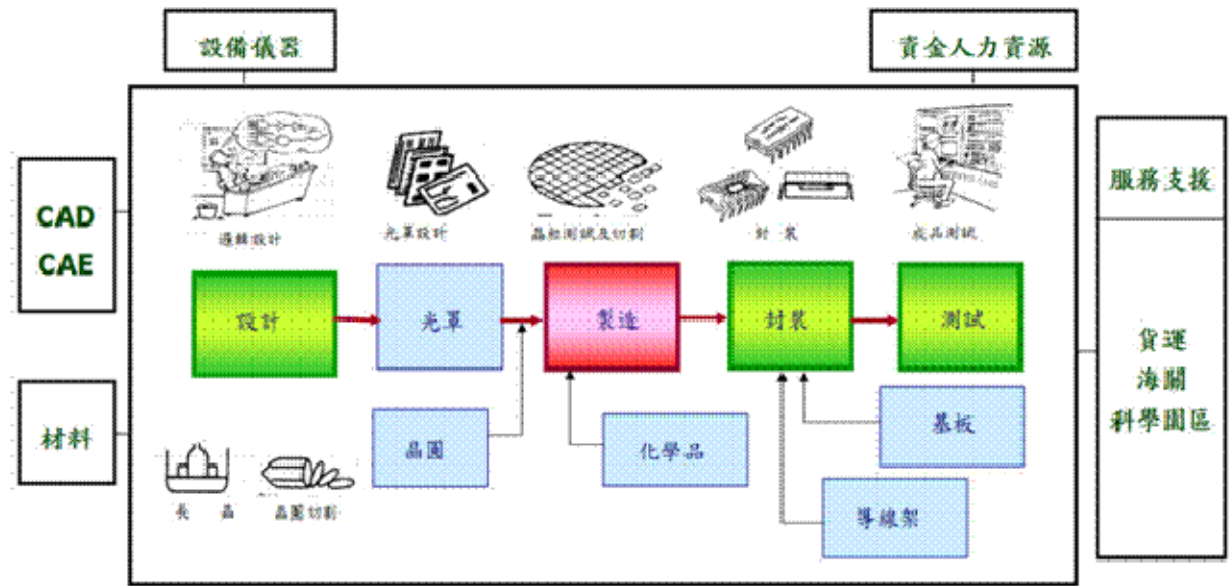 設備儀器
資金人力資源
CAD
CAE
材料
服務支援
貨運
海關
科學園區
邏輯設計
光罩設計
晶粒測試及切割
封裝
成品測試
設計
光罩
製造
封裝
測試
晶圓
化學品
基板
導線架
長晶
晶圓切割